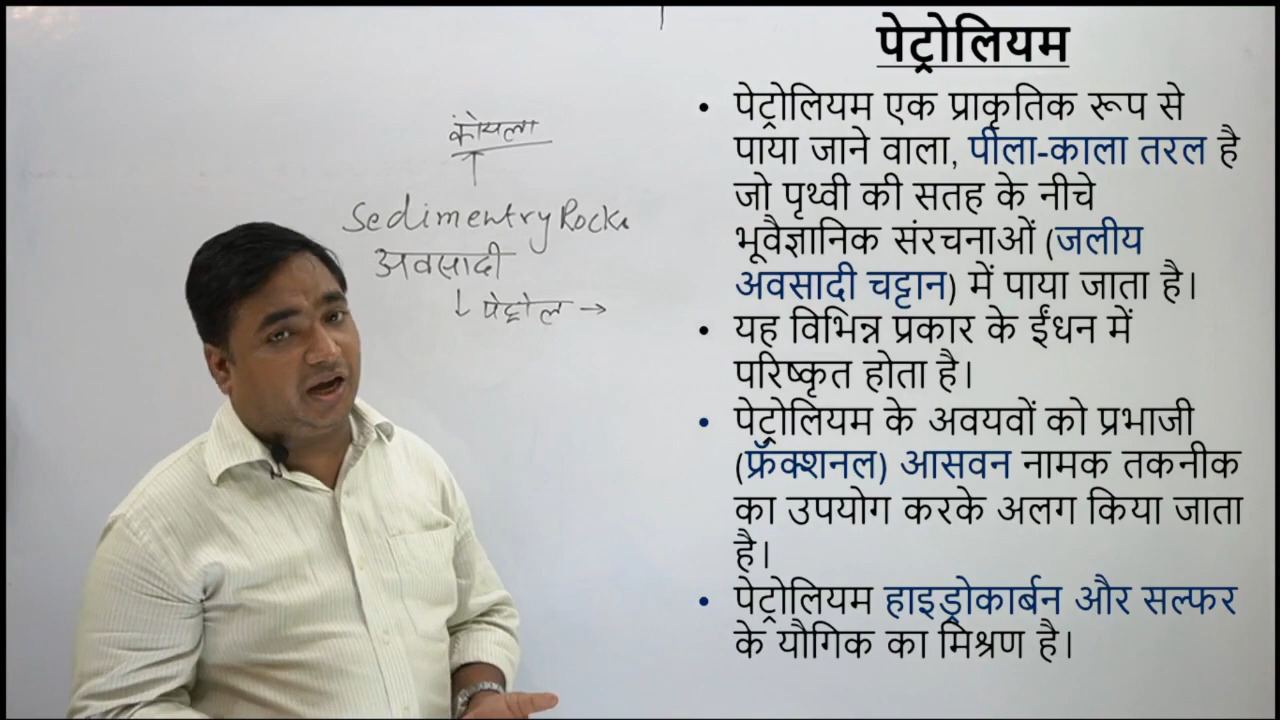 कोयला
Sedimentry Rocks
अवसादी
पेट्रोल →
पेट्रोलियम
• पेट्रोलियम एक प्राकृतिक रूप से
पाया जाने वाला, पीला-काला तरल है
जो पृथ्वी की सतह के नीचे
भूवैज्ञानिक संरचनाओं (जलीय
अवसादी चट्टान) में पाया जाता है।
• यह विभिन्न प्रकार के ईंधन में
परिष्कृत होता है।
• पेट्रोलियम के अवयवों को प्रभाजी
(फ्रॅक्शनल) आसवन नामक तकनीक
का उपयोग करके अलग किया जाता
है।
• पेट्रोलियम हाइड्रोकार्बन और सल्फर
के यौगिक का मिश्रण है।